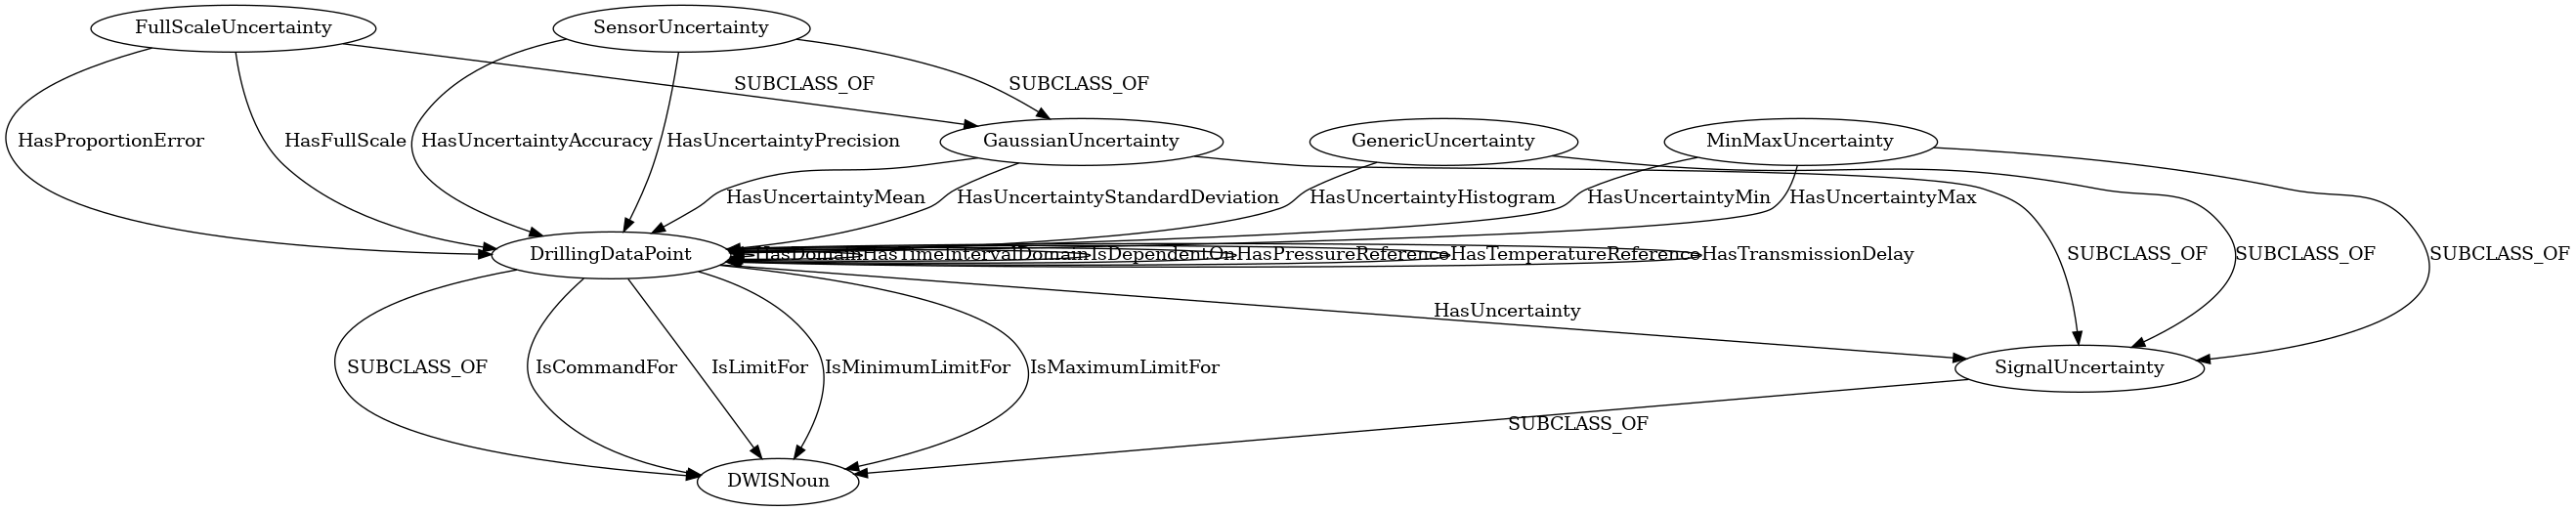 FullScaleUncertainty
SensorUncertainty
SUBCLASS_OF
SUBCLASS_OF
HasProportionError
HasFullScale
HasUncertaintyAccuracy
HasUncertaintyPrecision
GaussianUncertainty
GenericUncertainty
MinMaxUncertainty
HasUncertaintyMean
HasUncertaintyStandardDeviation
HasUncertaintyHistogram
HasUncertaintyMin
HasUncertaintyMax
DrillingDataPoint
HasDomain
HasTimeIntervalDomain
IsDependentOn
HasPressureReference
HasTemperatureReference
HasTransmissionDelay
SUBCLASS_OF
SUBCLASS_OF
SUBCLASS_OF
HasUncertainty
SUBCLASS_OF
IsCommandFor
IsLimitFor
IsMinimumLimitFor
IsMaximumLimitFor
SignalUncertainty
SUBCLASS_OF
DWISNoun